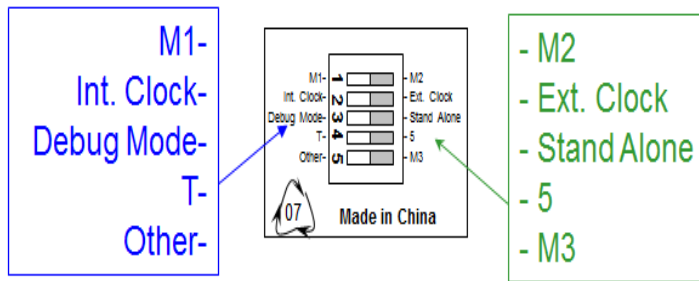 M1-
Int. Clock-
Debug Mode-
T-
Other-
M1- 1 - M2
Int. Clock- 2 - Ext. Clock
Debug Mode- 3 - Stand Alone
T- 4 - 5
Other- 5 - M3
07
Made in China
- M2
- Ext. Clock
- Stand Alone
- 5
- M3